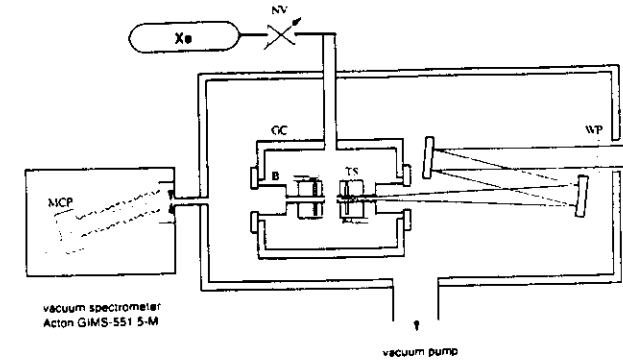 NV
Xe
GC
WP
B
TS
MCP
vacuum spectrometer
Acton GIMS-551 5-M
vacuum pump